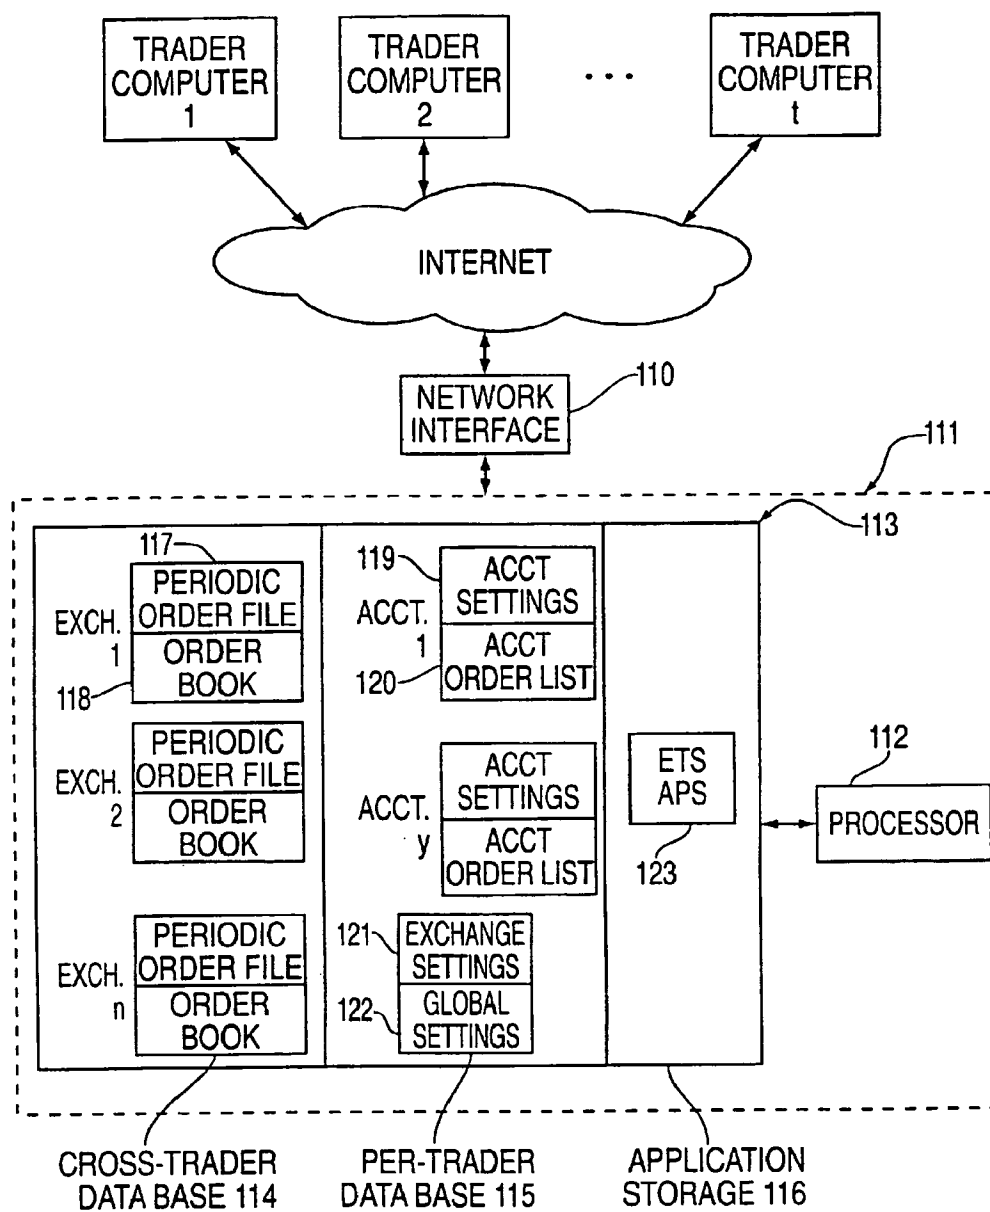 TRADER
COMPUTER
1
TRADER
COMPUTER
2
...
TRADER
COMPUTER
t
INTERNET
NETWORK
INTERFACE
110
111
113
EXCH.
1
117
PERIODIC
ORDER FILE
ORDER
BOOK
118
EXCH.
2
PERIODIC
ORDER FILE
ORDER
BOOK
EXCH.
n
PERIODIC
ORDER FILE
ORDER
BOOK
119
ACCT.
1
120
ACCT
SETTINGS
ACCT
ORDER LIST
ACCT.
y
ACCT
SETTINGS
ACCT
ORDER LIST
121
EXCHANGE
SETTINGS
122
GLOBAL
SETTINGS
ETS
APS
123
112
PROCESSOR
CROSS-TRADER
DATA BASE 114
PER-TRADER
DATA BASE 115
APPLICATION
STORAGE 116